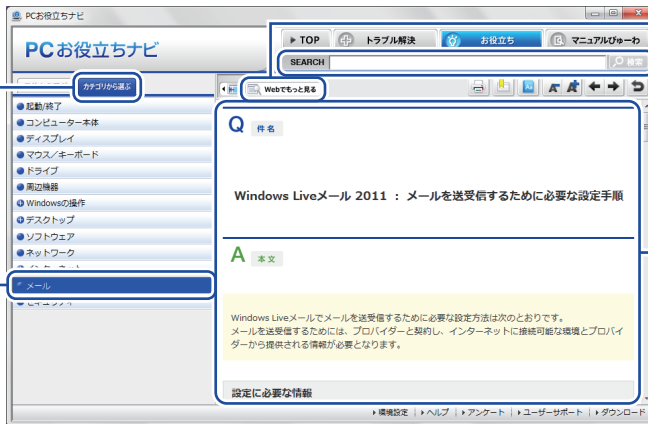 PCお役立ちナビ
PCお役立ちナビ
TOP
トラブル解決
お役立ち
マニュアルびゅーわ
SEARCH
検索
カテゴリから選ぶ
Webでもっと見る
起動/終了
コンピューター本体
ディスプレイ
マウス／キーボード
ドライブ
周辺機器
Windowsの操作
デスクトップ
ソフトウェア
ネットワーク
メール
セキュリティ
Q 件名
Windows Liveメール 2011 ： メールを送受信するために必要な設定手順
A 本文
Windows Liveメールでメールを送受信するために必要な設定方法は次のとおりです。
メールを送受信するためには、プロバイダーと契約し、インターネットに接続可能な環境とプロバイ
ダーから提供される情報が必要となります。
設定に必要な情報
環境設定 ヘルプ アンケート ユーザーサポート ダウンロード